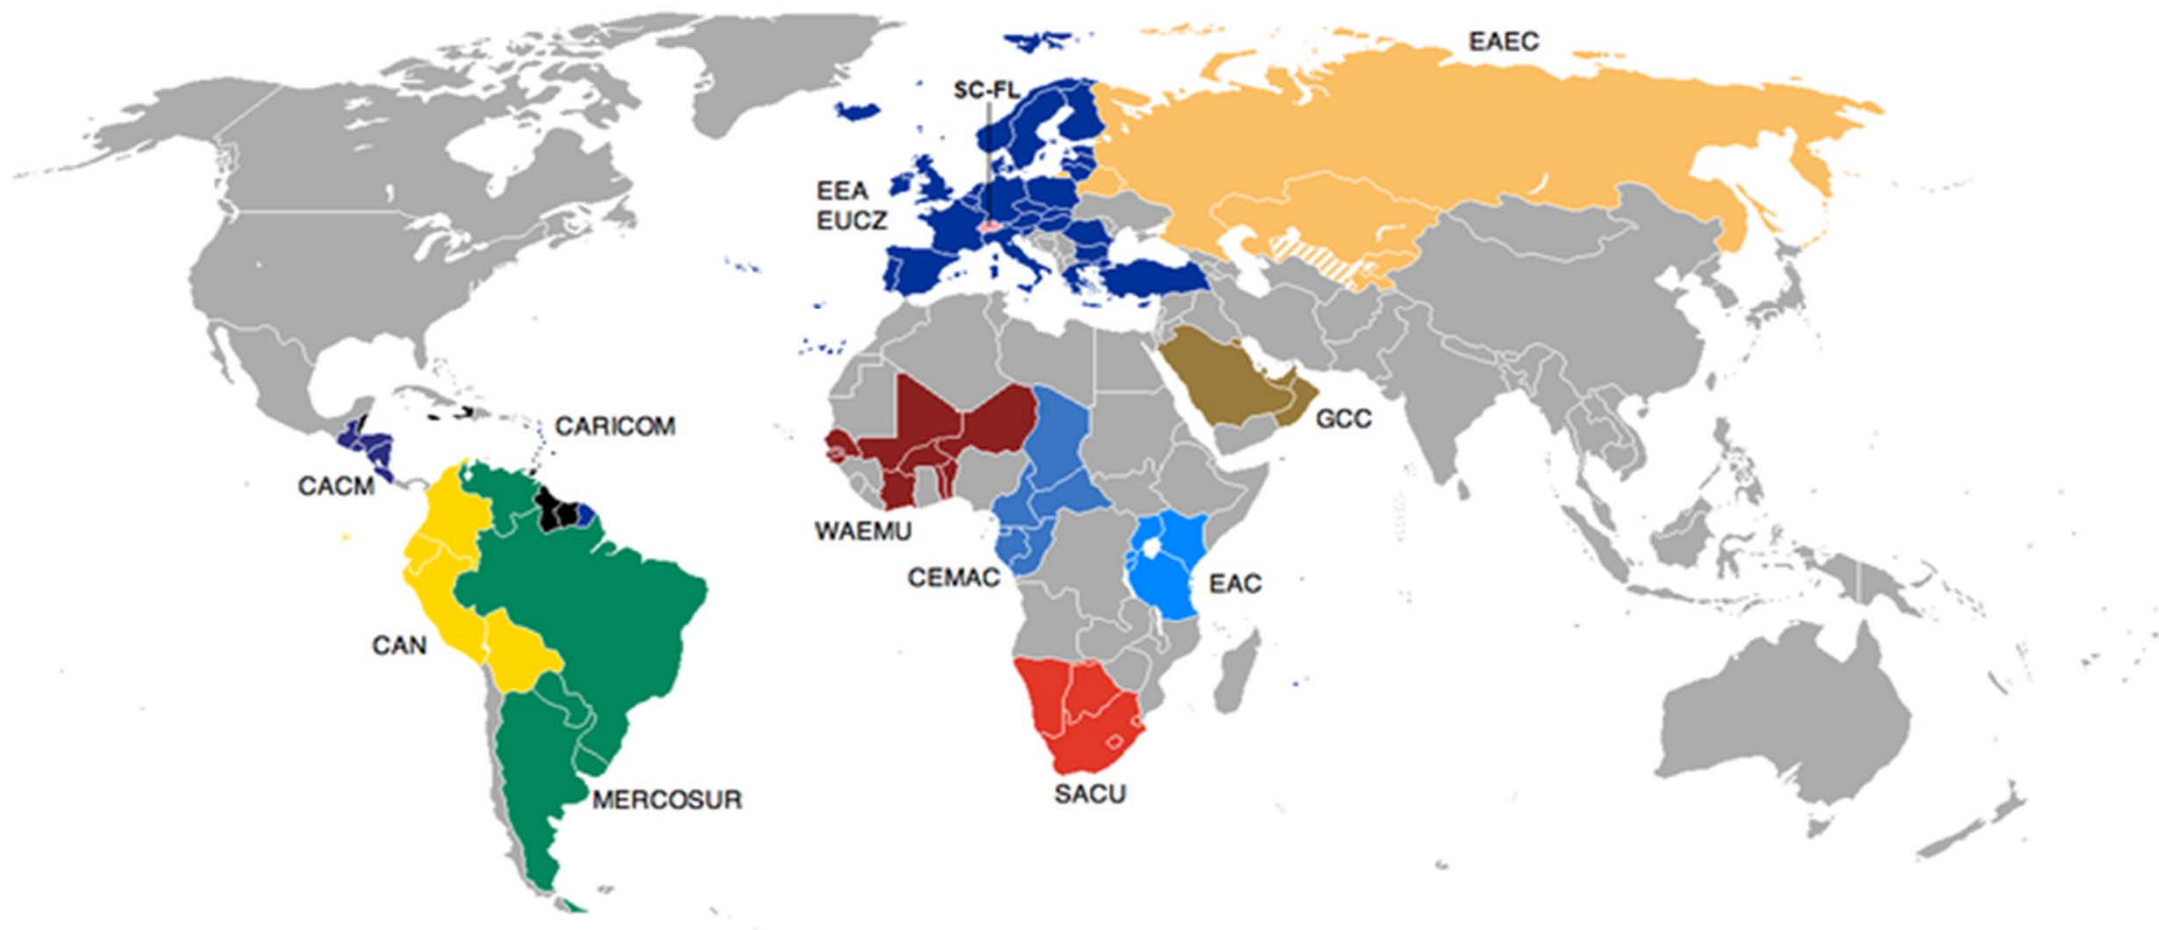 EAEC
SC-FL
EEA
EUCZ
GCC
CARICOM
CACM
WAEMU
CEMAC
EAC
CAN
SACU
MERCOSUR